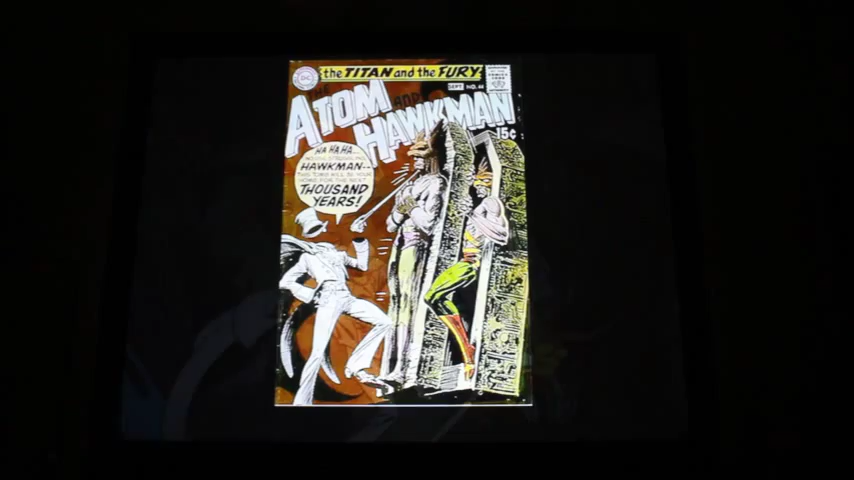 the TITAN and the FURY
DC
SEPT. NO. 44
THE
ATOM AND
HAWKMAN
15¢
HA HA HA...
HAWKMAN--
THIS TOMB WILL BE YOUR
HOME FOR THE NEXT
THOUSAND
YEARS!